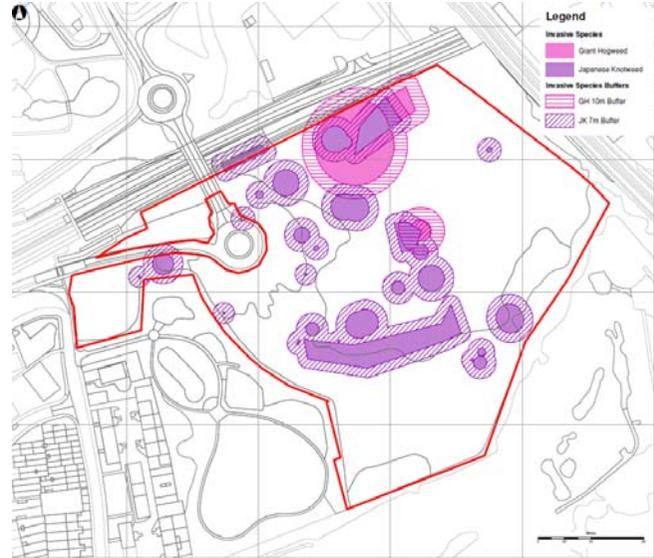 Legend
Invasive Species
Giant Hogweed
Japanese Knotweed
Invasive Species Buffers
GH 10m Buffer
JK 7m Buffer